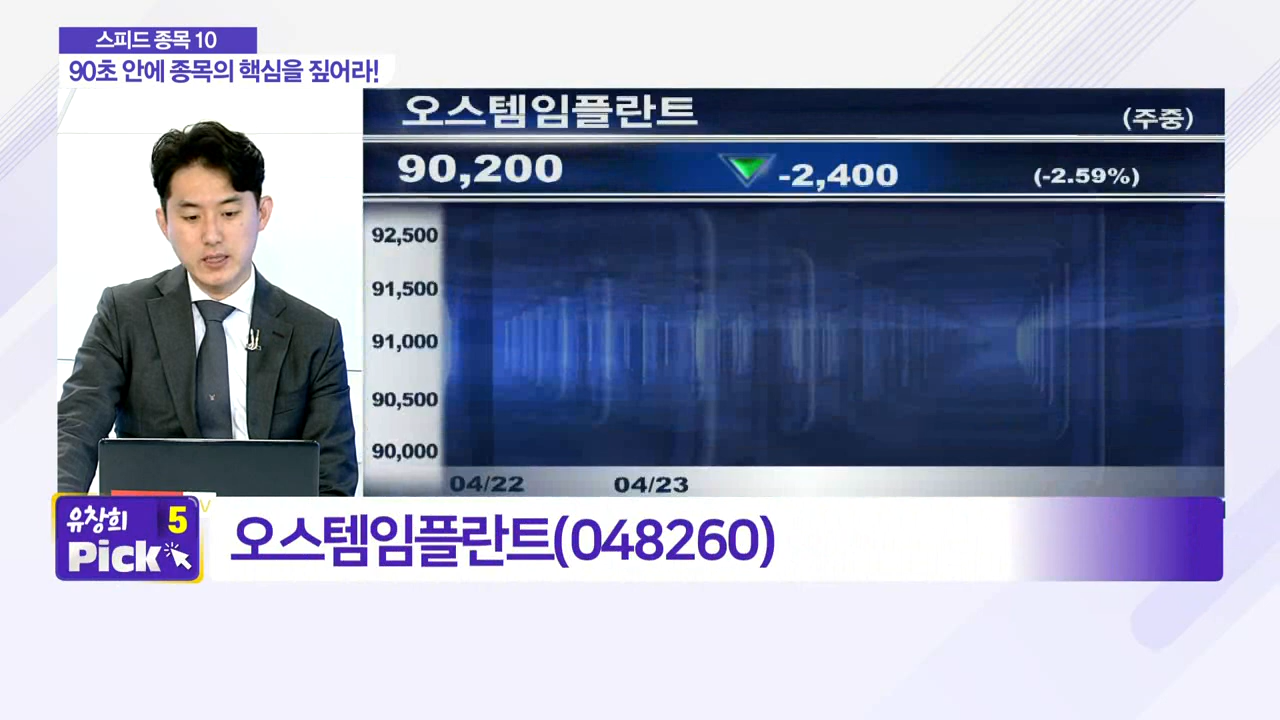 스피드 종목 10
90초 안에 종목의 핵심을 짚어라!
오스템임플란트
(주중)
90,200
-2,400
(-2.59%)
92,500
91,500
91,000
90,500
90,000
04/22
04/23
유창희
5
Pick
오스템임플란트(048260)